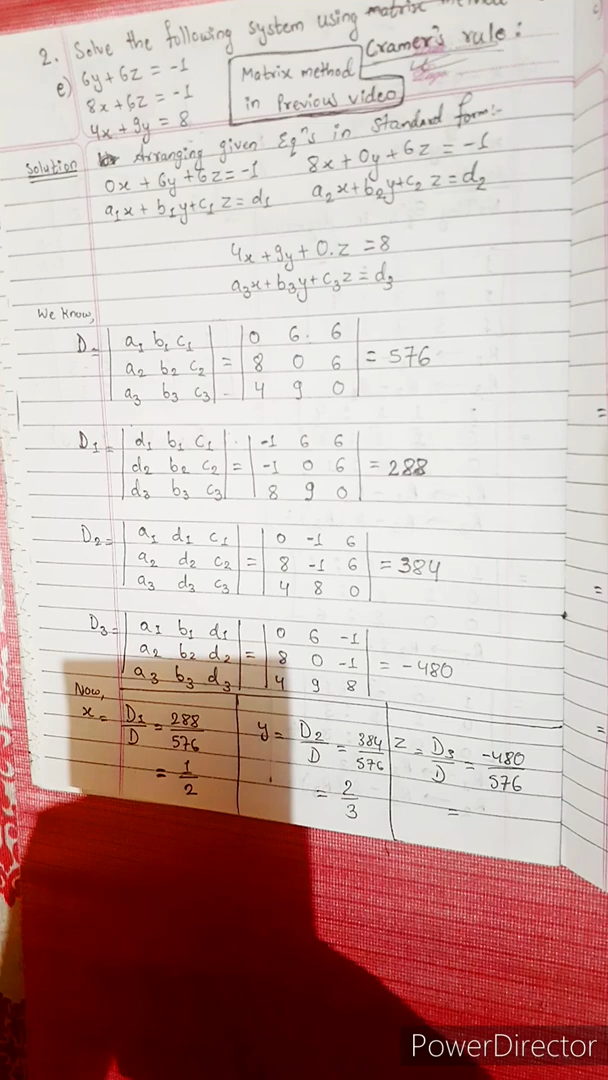 2. Solve the following system using matrix method
Cramer's rule:
e) 6y + 6z = -1
8x + 6z = -1
4x + 9y = 8
Matrix method
in Previous video
Solution Arranging given Eqns in Standard form:-
0x + 6y + 6z = -1 8x + 0y + 6z = -1
a1x + b1y + c1 z = d1 a2x + b2y + c2 z = d2
4x + 9y + 0.z = 8
a3x + b3y + c3z = d3
We Know,
D = | a1 b1 c1 | = | 0 6 6 | = 576
| a2 b2 c2 | | 8 0 6 |
| a3 b3 c3 | | 4 9 0 |
D1 = | d1 b1 c1 | = | -1 6 6 | = 288
| d2 b2 c2 | | -1 0 6 |
| d3 b3 c3 | | 8 9 0 |
D2 = | a1 d1 c1 | = | 0 -1 6 | = 384
| a2 d2 c2 | | 8 -1 6 |
| a3 d3 c3 | | 4 8 0 |
D3 = | a1 b1 d1 | = | 0 6 -1 | = -480
| a2 b2 d2 | | 8 0 -1 |
| a3 b3 d3 | | 4 9 8 |
Now,
x = D1/D = 288/576
= 1/2
y = D2/D = 384/576
= 2/3
z = D3/D = -480/576
=
PowerDirector